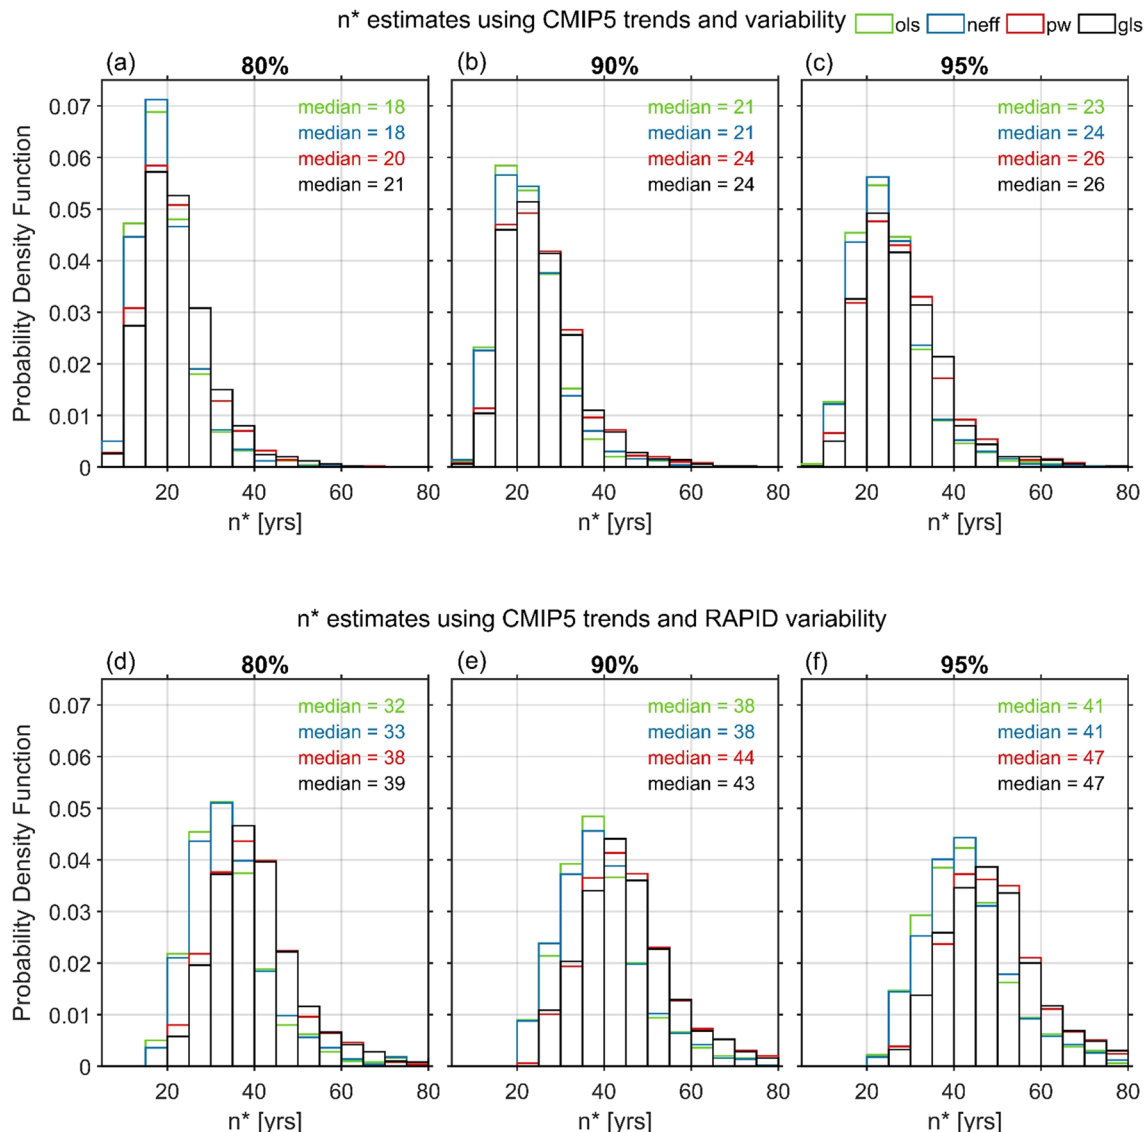 n* estimates using CMIP5 trends and variability
ols neff pw gls
(a) 80%
(b) 90%
(c) 95%
median = 18
median = 18
median = 20
median = 21
median = 21
median = 21
median = 24
median = 24
median = 23
median = 24
median = 26
median = 26
Probability Density Function
0.07
0.06
0.05
0.04
0.03
0.02
0.01
0
20 40 60 80
20 40 60 80
20 40 60 80
n* [yrs]
n* [yrs]
n* [yrs]
n* estimates using CMIP5 trends and RAPID variability
(d) 80%
(e) 90%
(f) 95%
median = 32
median = 33
median = 38
median = 39
median = 38
median = 38
median = 44
median = 43
median = 41
median = 41
median = 47
median = 47
Probability Density Function
0.07
0.06
0.05
0.04
0.03
0.02
0.01
0
20 40 60 80
20 40 60 80
20 40 60 80
n* [yrs]
n* [yrs]
n* [yrs]